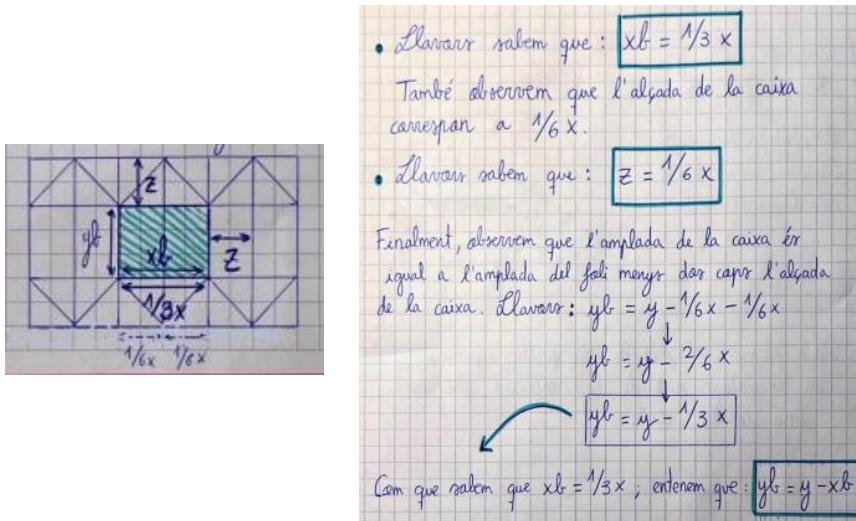 z
yb
xb
z
1/3x
1/6x 1/6x
• Llavors sabem que: xb = 1/3 x
També observem que l'alçada de la caixa
correspon a 1/6 x.
• Llavors sabem que: z = 1/6 x
Finalment, observem que l'amplada de la caixa és
igual a l'amplada del foli menys dos cops l'alçada
de la caixa. Llavors: yb = y - 1/6x - 1/6x
yb = y - 2/6 x
yb = y - 1/3 x
Com que sabem que xb = 1/3x, entenem que: yb = y - xb